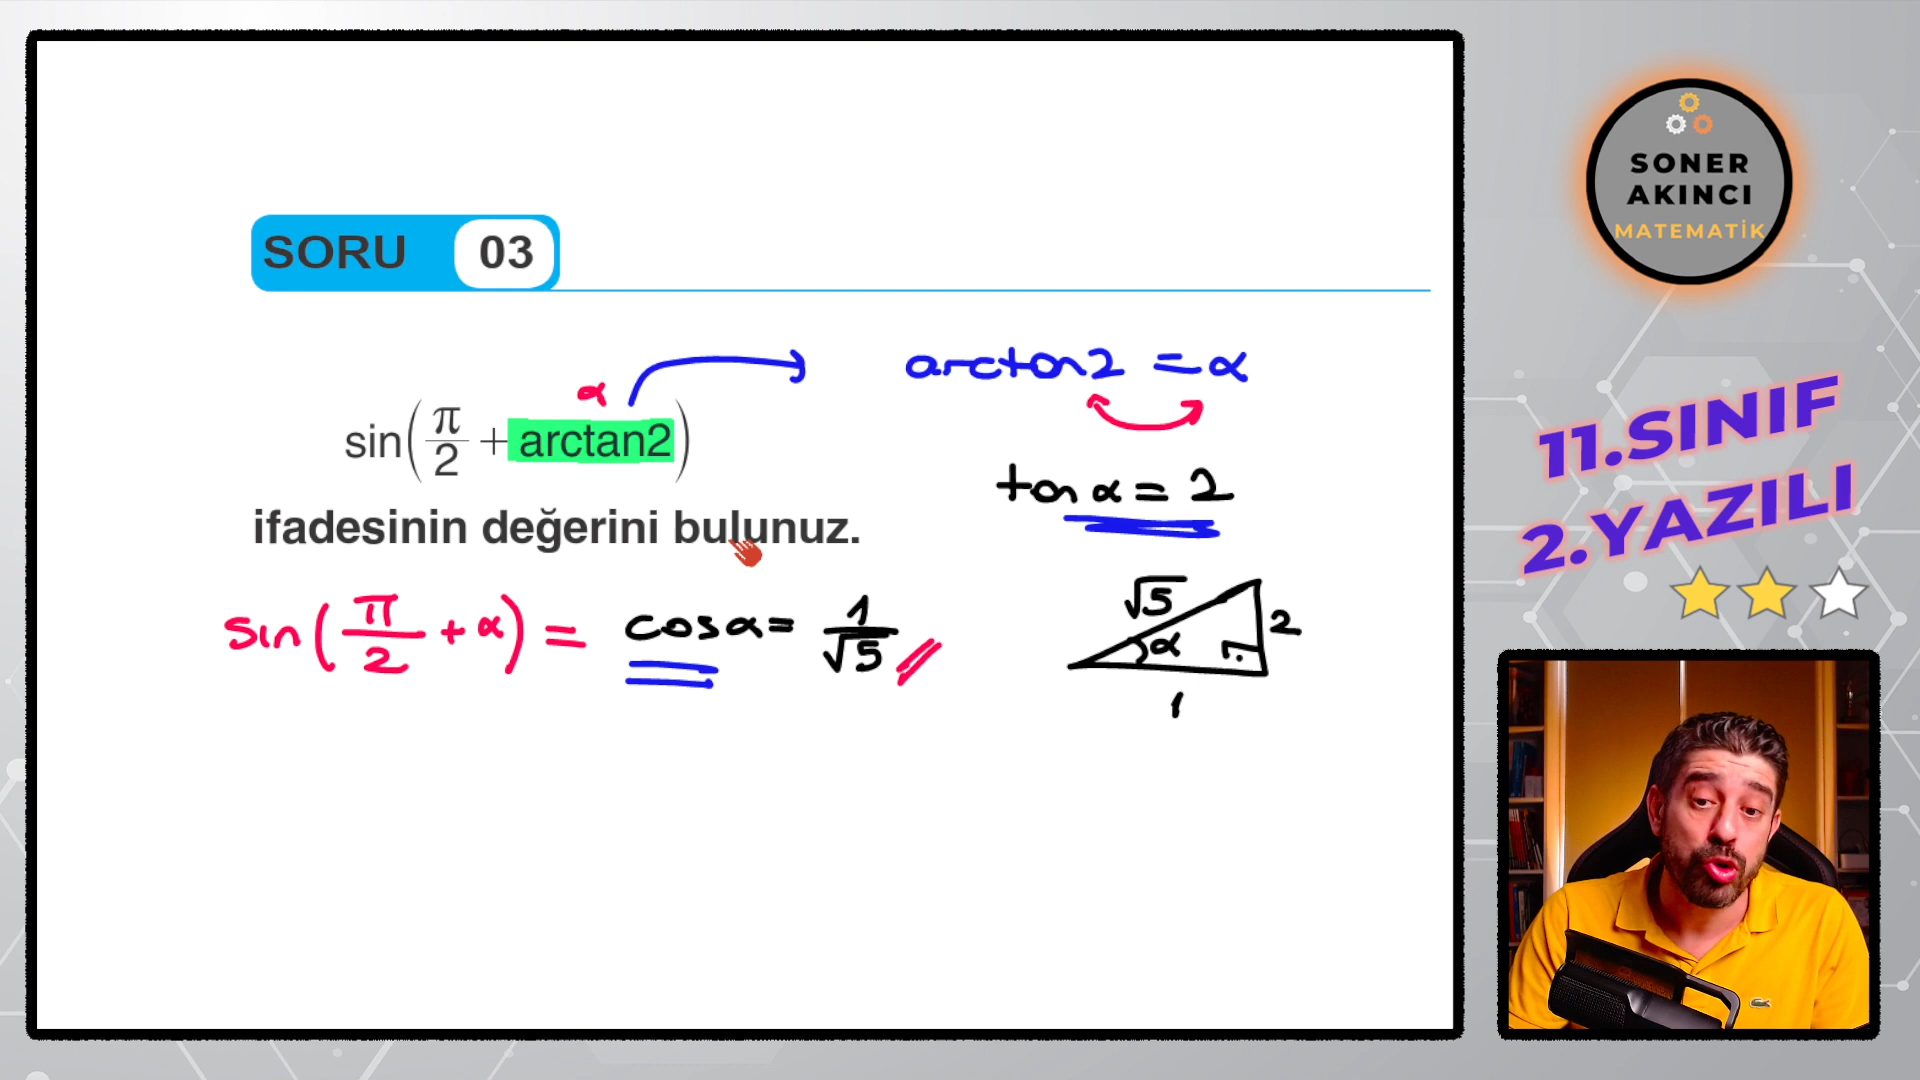 SORU 03
arctan2 = α
α
sin(π/2 + arctan2)
tan α = 2
ifadesinin değerini bulunuz.
sin(π/2 + α) = cosα = 1/√5
√5
2
α
1
SONER
AKINCI
MATEMATİK
11.SINIF
2.YAZILI